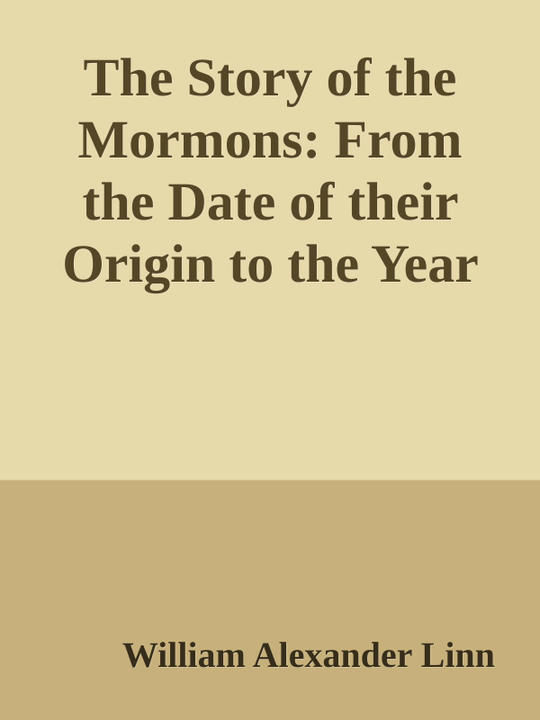 The Story of the
Mormons: From
the Date of their
Origin to the Year
William Alexander Linn